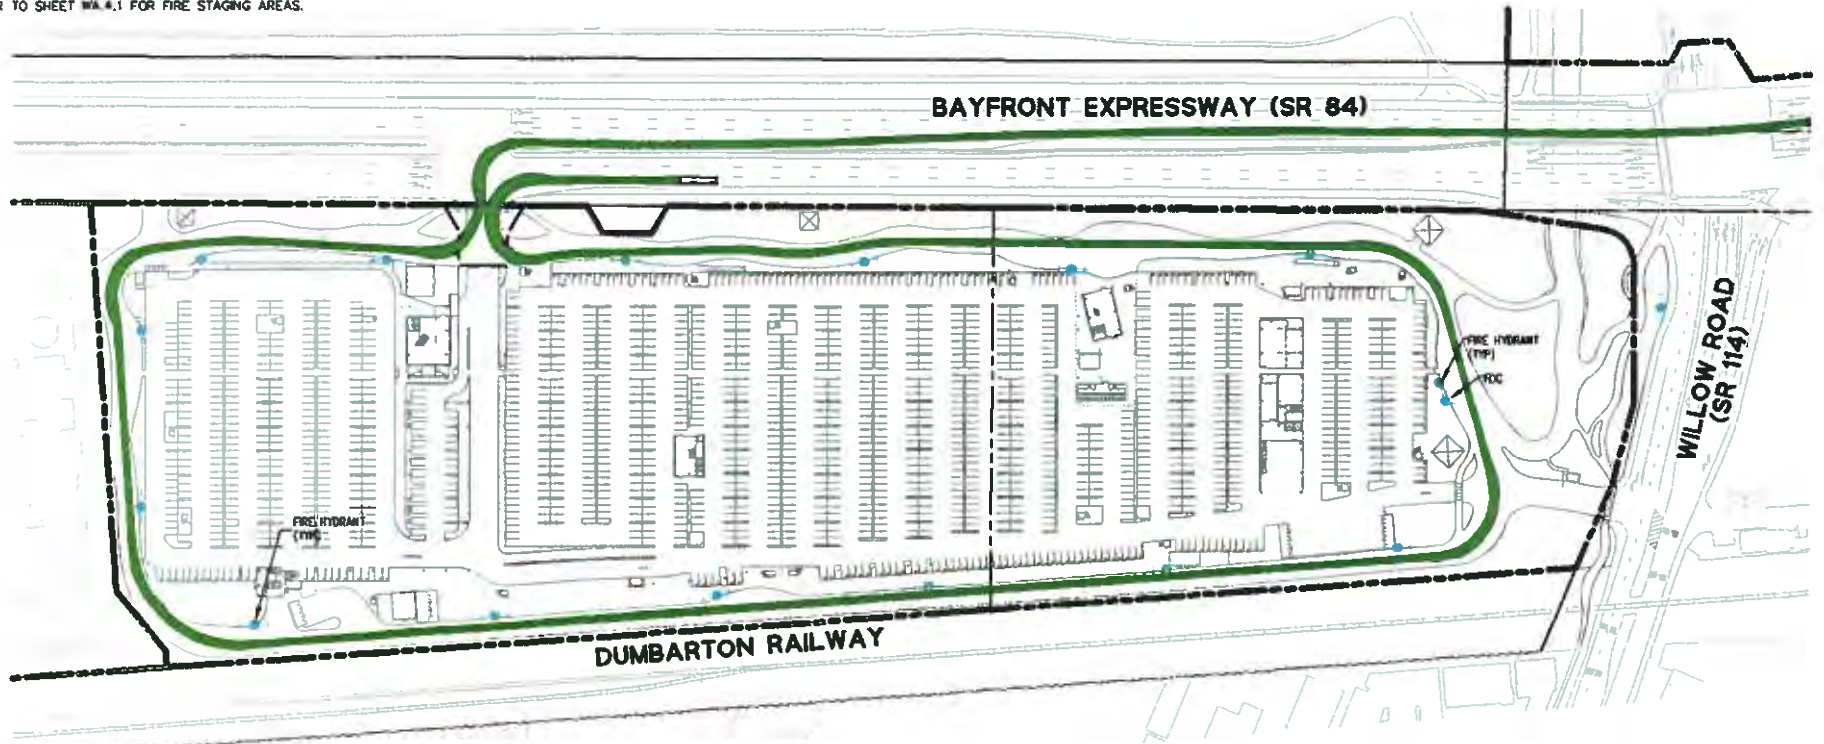 TO SHEET WA.4.1 FOR FIRE STAGING AREAS.
BAYFRONT EXPRESSWAY (SR 84)
WILLOW ROAD
(SR 114)
FIRE HYDRANT
(TYP)
FDC
FIRE HYDRANT
(TYP)
DUMBARTON RAILWAY